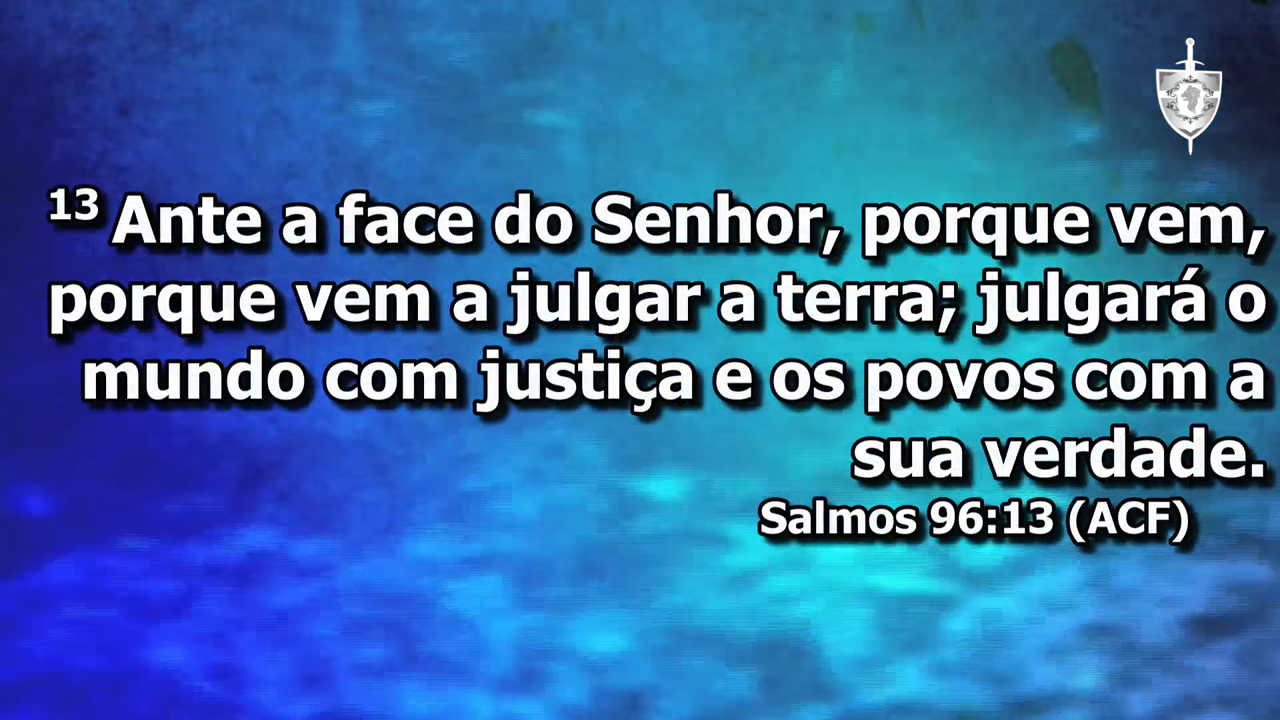 13 Ante a face do Senhor, porque vem,
porque vem a julgar a terra; julgará o
mundo com justiça e os povos com a
sua verdade.
Salmos 96:13 (ACF)